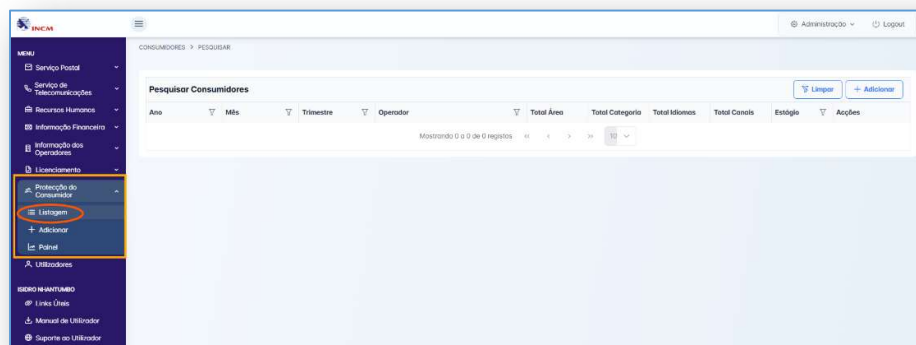 INCM
Administração
Logout
MENU
CONSUMIDORES > PESQUISAR
Serviço Postal
Serviço de
Telecomunicações
Recursos Humanos
Informação Financeira
Informação dos
Operadores
Licenciamento
Protecção do
Consumidor
Listagem
Adicionar
Painel
Utilizadores
ISIDRO NHANTUMBO
Links Úteis
Manual de Utilizador
Suporte ao Utilizador
Pesquisar Consumidores
Limpar
+ Adicionar
Ano Mês Trimestre Operador Total Área Total Categoria Total Idiomas Total Canais Estágio Acções
Mostrando 0 a 0 de 0 registos « < > » 10